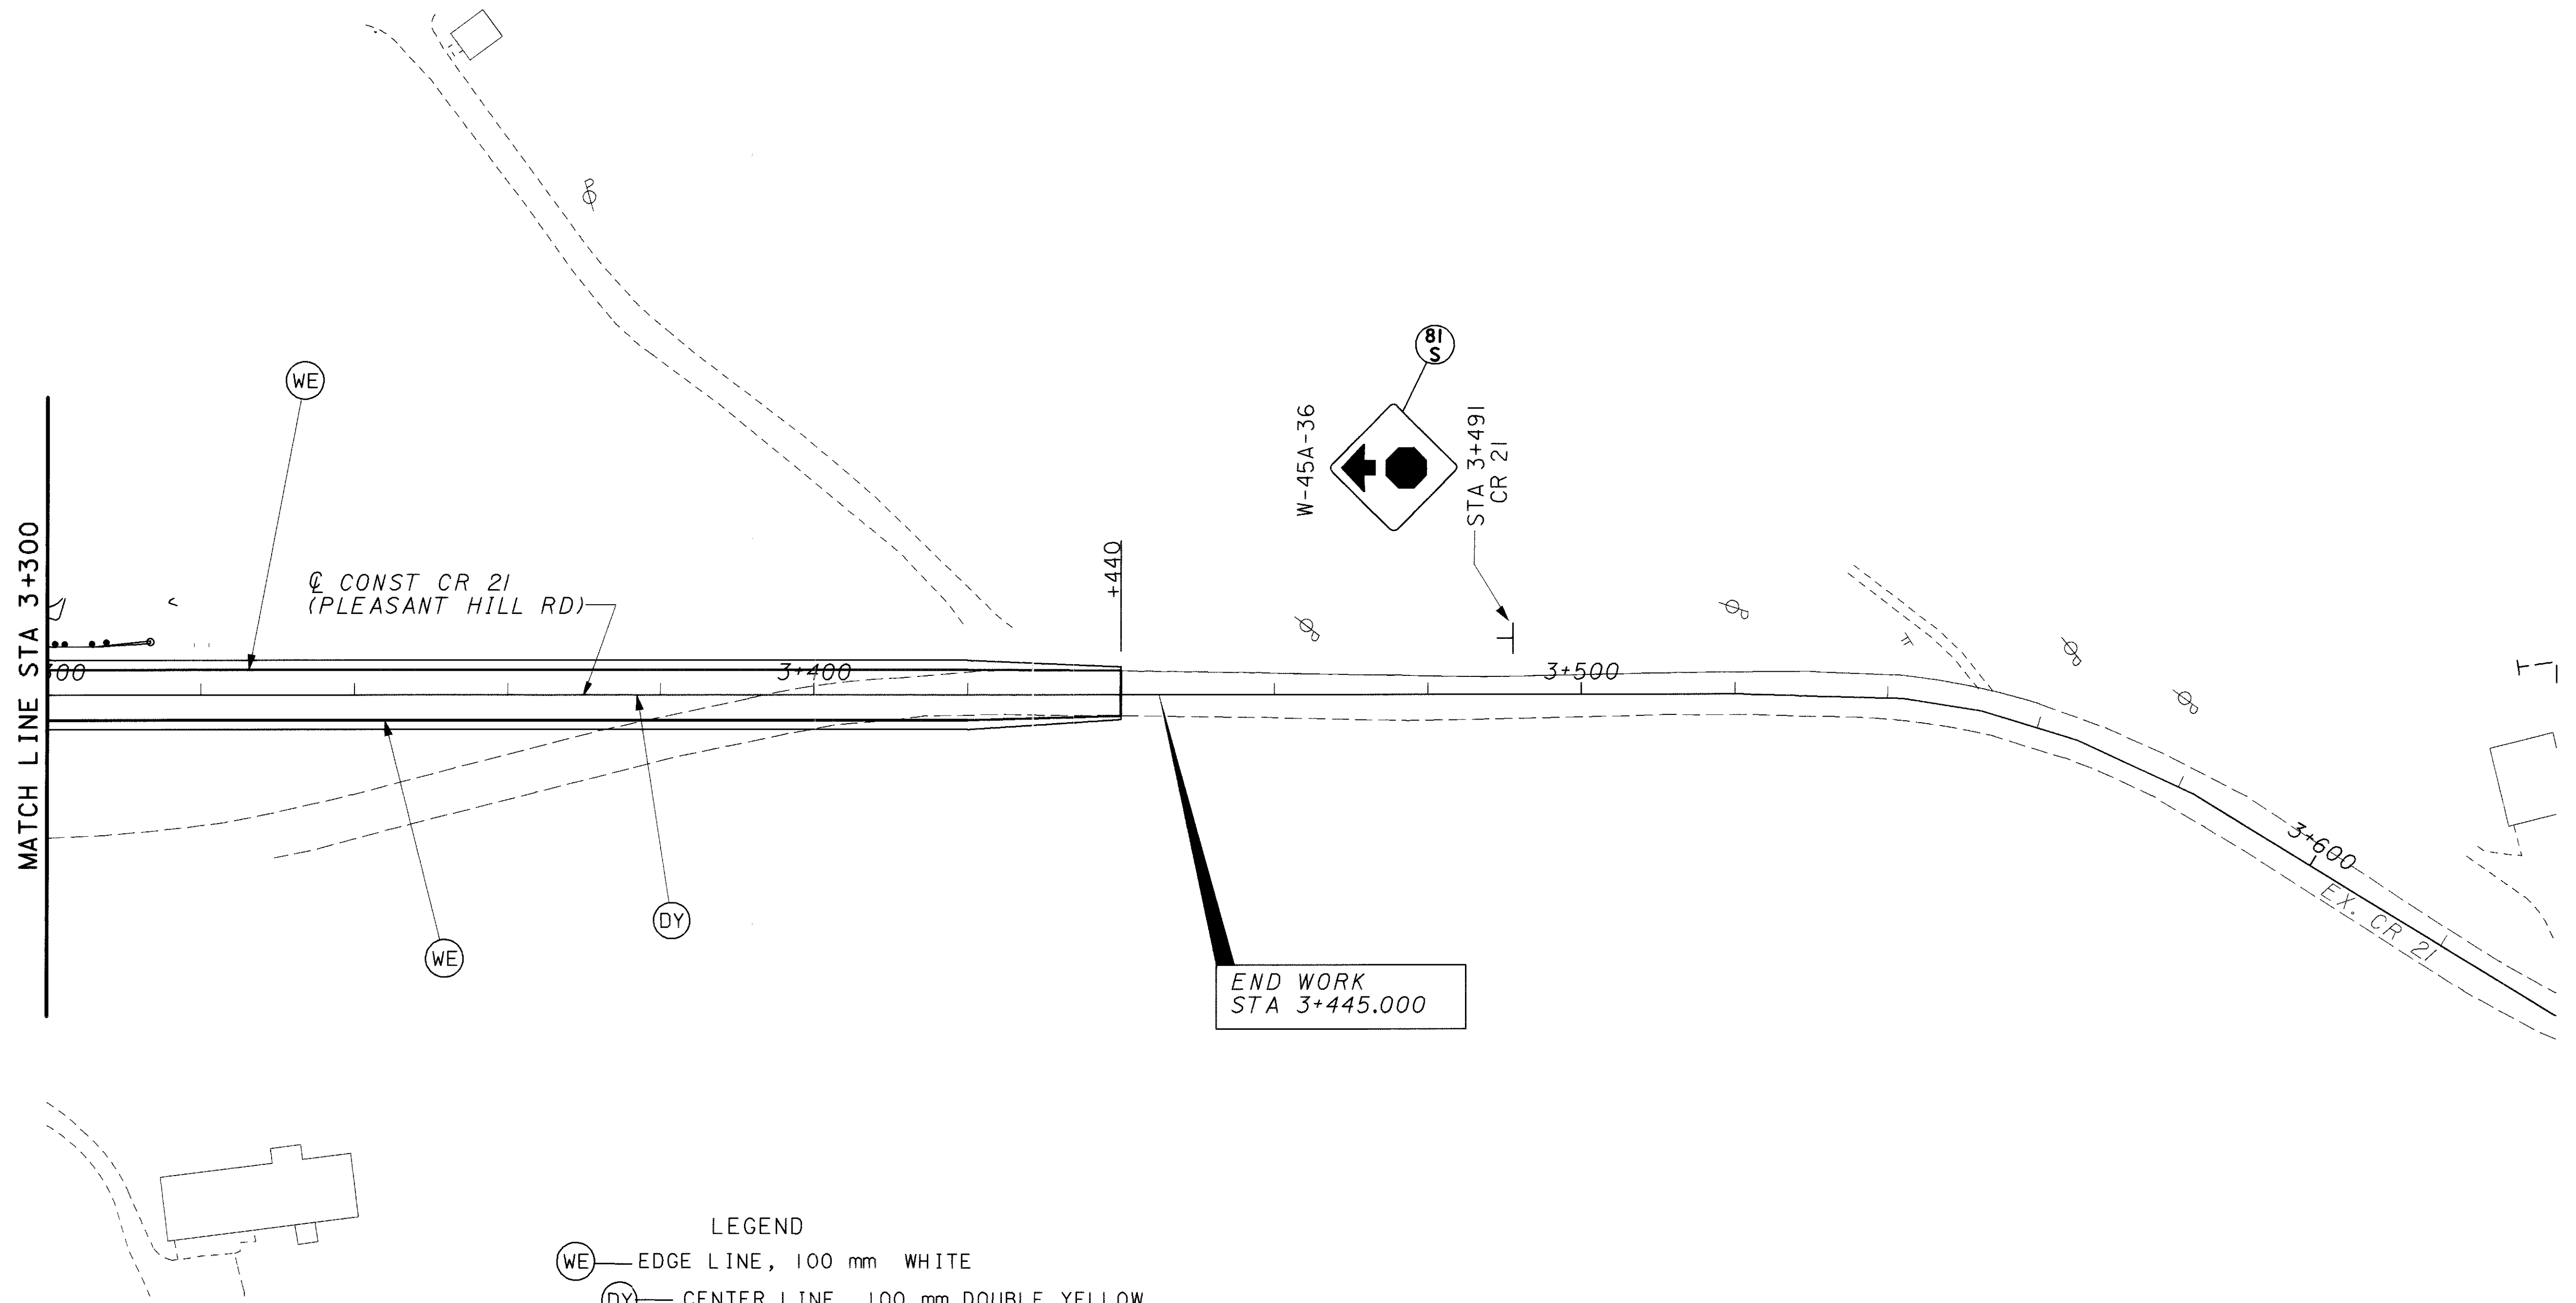 81
S
W-45A-36
STA 3+491
CR 21
WE
MATCH LINE STA 3+300
℄ CONST CR 21
(PLEASANT HILL RD)
+440
300
3+400
3+500
3+600
EX. CR 21
DY
WE
END WORK
STA 3+445.000
LEGEND
WE EDGE LINE, 100 mm WHITE
DY CENTER LINE, 100 mm DOUBLE YELLOW